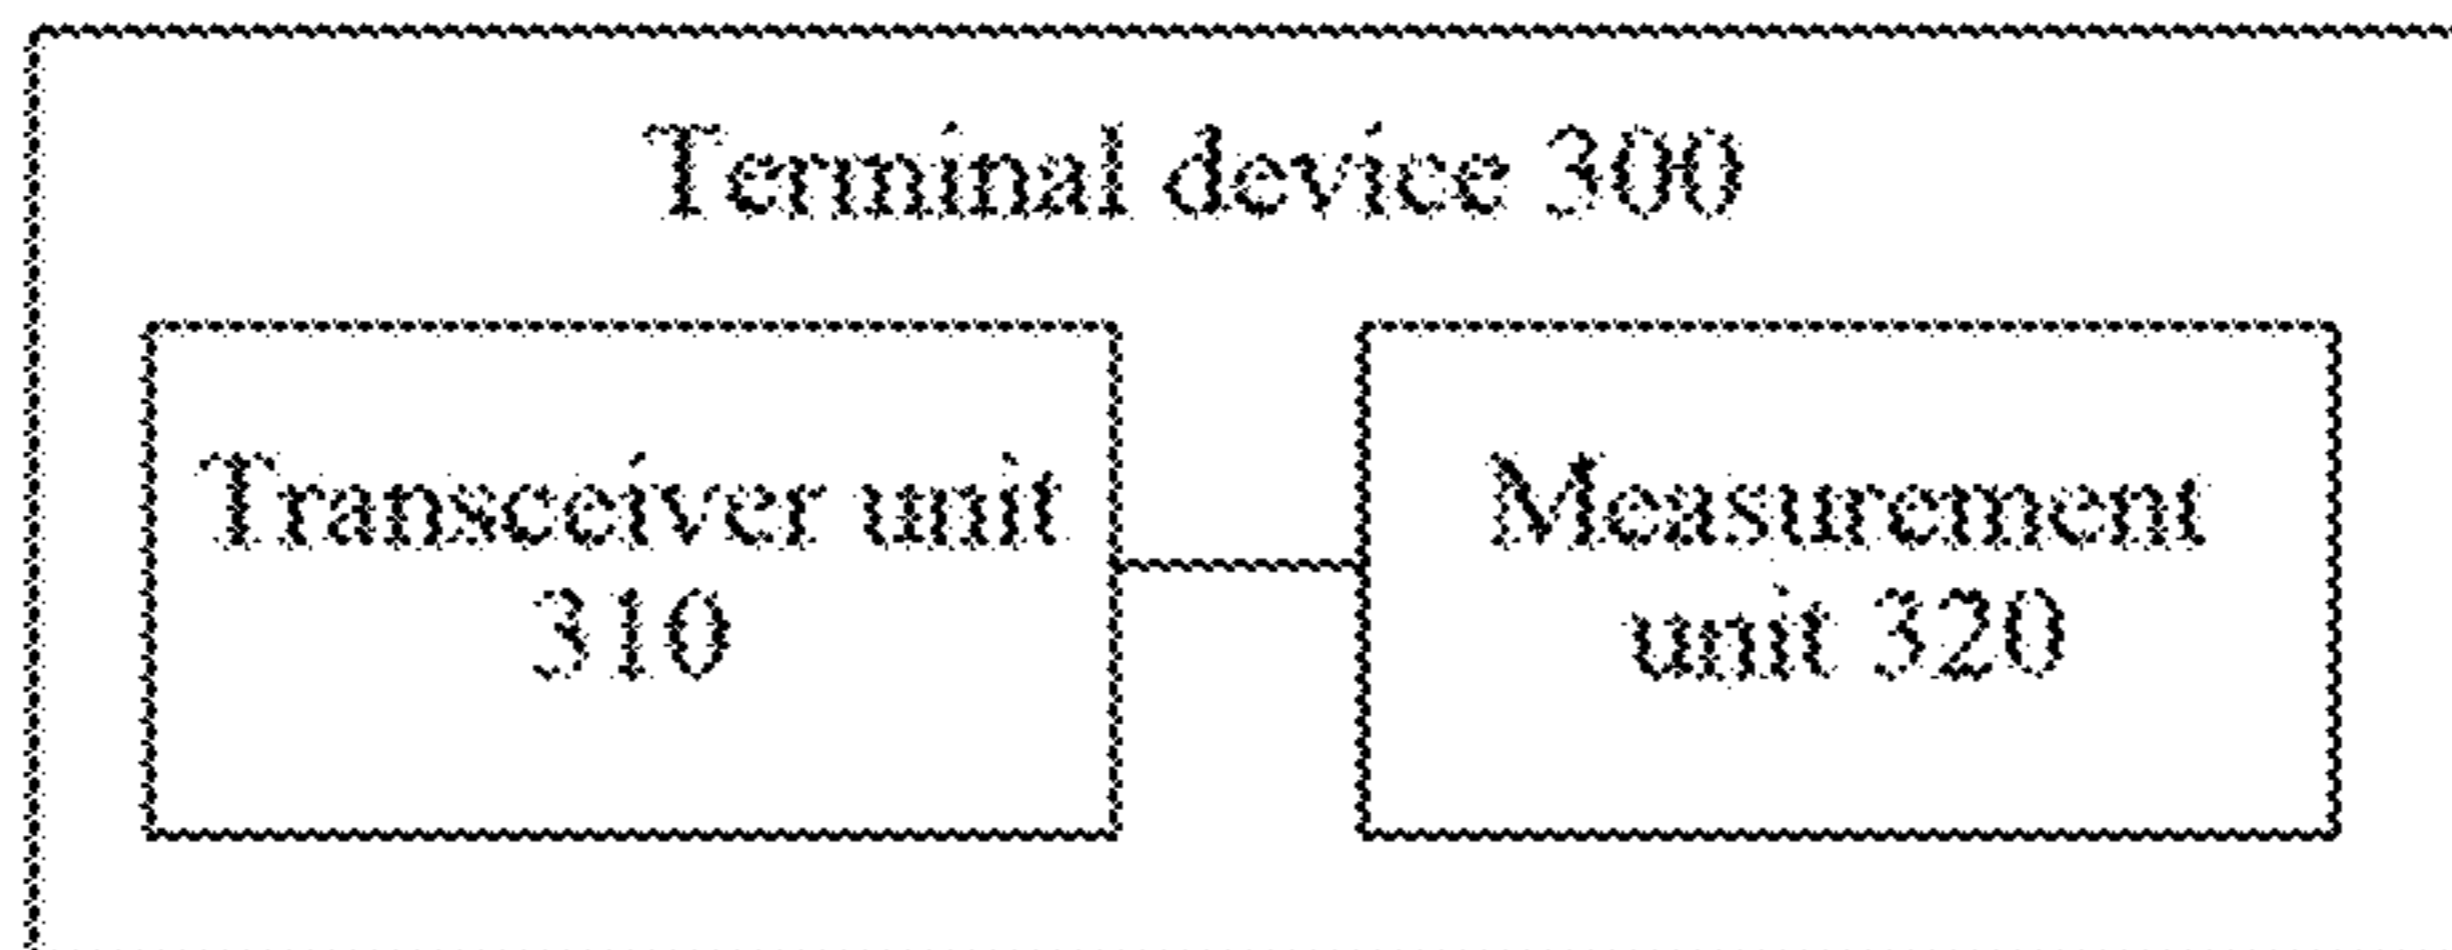 Terminal device 300
Transceiver unit
310
Measurement
unit 320